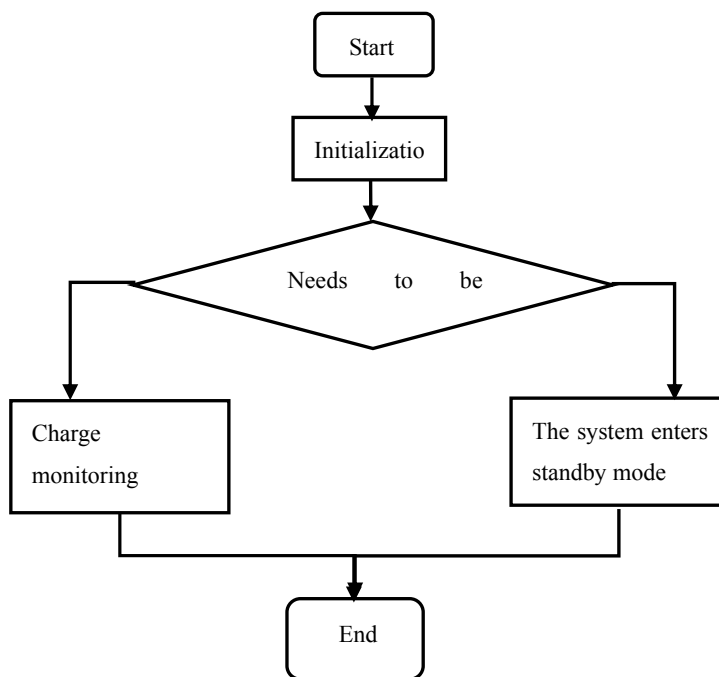 Start
Initializatio
Needs to be
Charge
monitoring
The system enters
standby mode
End